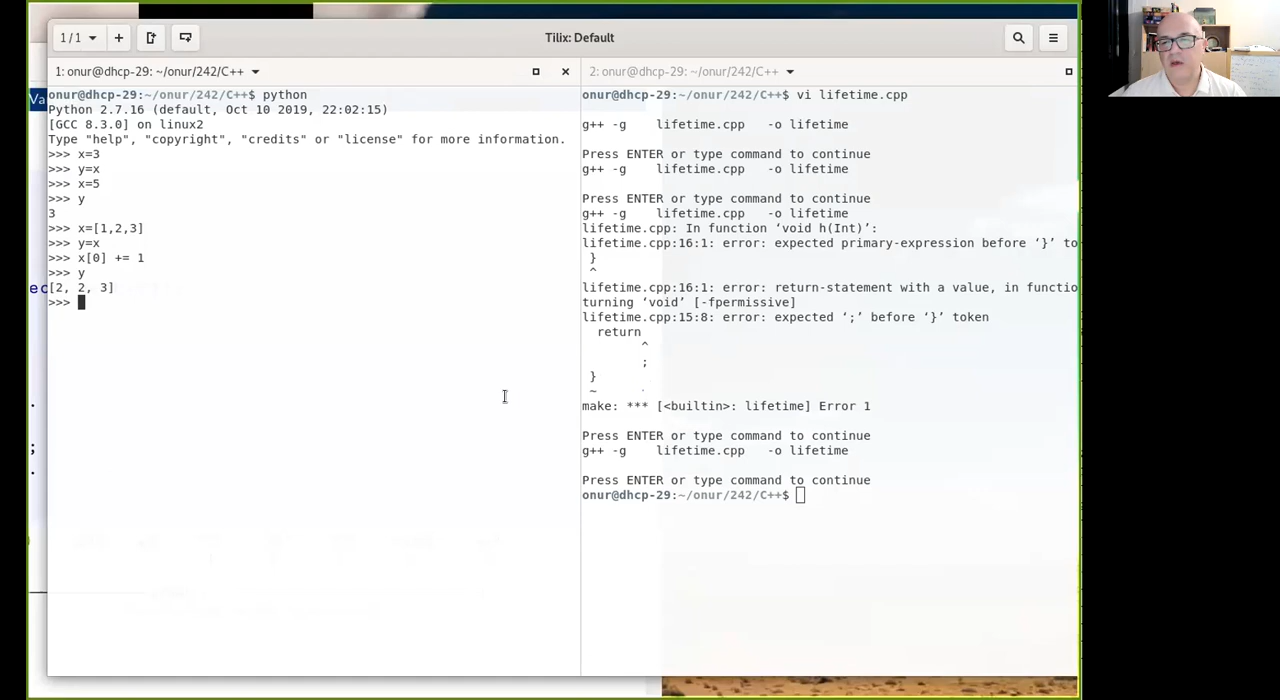 1 / 1
Tilix: Default
1: onur@dhcp-29: ~/onur/242/C++
onur@dhcp-29:~/onur/242/C++$ python
Python 2.7.16 (default, Oct 10 2019, 22:02:15)
[GCC 8.3.0] on linux2
Type "help", "copyright", "credits" or "license" for more information.
>>> x=3
>>> y=x
>>> x=5
>>> y
3
>>> x=[1,2,3]
>>> y=x
>>> x[0] += 1
>>> y
[2, 2, 3]
>>>
2: onur@dhcp-29: ~/onur/242/C++
onur@dhcp-29:~/onur/242/C++$ vi lifetime.cpp
g++ -g    lifetime.cpp   -o lifetime
Press ENTER or type command to continue
g++ -g    lifetime.cpp   -o lifetime
Press ENTER or type command to continue
g++ -g    lifetime.cpp   -o lifetime
lifetime.cpp: In function ‘void h(Int)’:
lifetime.cpp:16:1: error: expected primary-expression before ‘}’ to
}
^
lifetime.cpp:16:1: error: return-statement with a value, in functio
turning ‘void’ [-fpermissive]
lifetime.cpp:15:8: error: expected ‘;’ before ‘}’ token
return
^
;
}
~
make: *** [<builtin>: lifetime] Error 1
Press ENTER or type command to continue
g++ -g    lifetime.cpp   -o lifetime
Press ENTER or type command to continue
onur@dhcp-29:~/onur/242/C++$
Va
ec
.
;
.